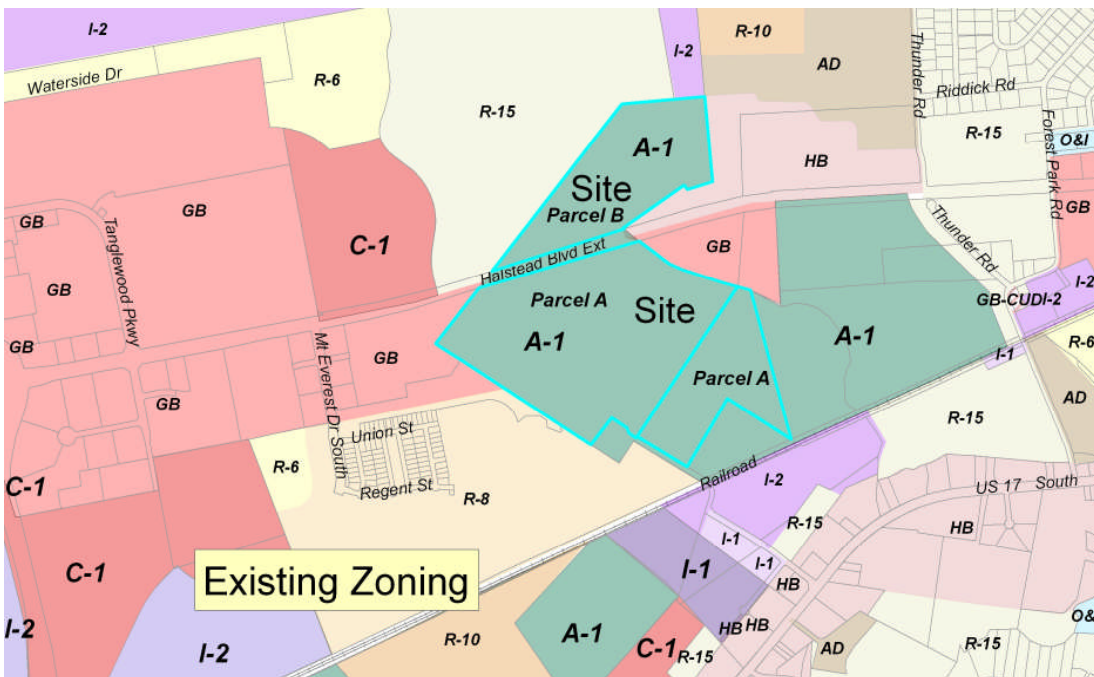 I-2
R-10
I-2
Waterside Dr
R-6
AD
Thunder Rd
Riddick Rd
R-15
A-1
R-15
O&I
Forest Park Rd
HB
Site
GB
GB
Tanglewood Pkwy
Parcel B
GB
C-1
Halstead Blvd Ext
GB
Thunder Rd
GB
Parcel A
Site
GB-CUD
I-2
I-2
A-1
A-1
GB
Mt Everest Dr South
GB
I-1
R-6
Parcel A
AD
GB
R-15
Union St
R-6
Railroad
C-1
Regent St
R-8
I-2
US 17 South
R-15
HB
I-1
I-1
I-1
C-1
Existing Zoning
HB
O&
I-2
I-2
R-10
A-1
C-1
HB
HB
R-15
AD
R-15